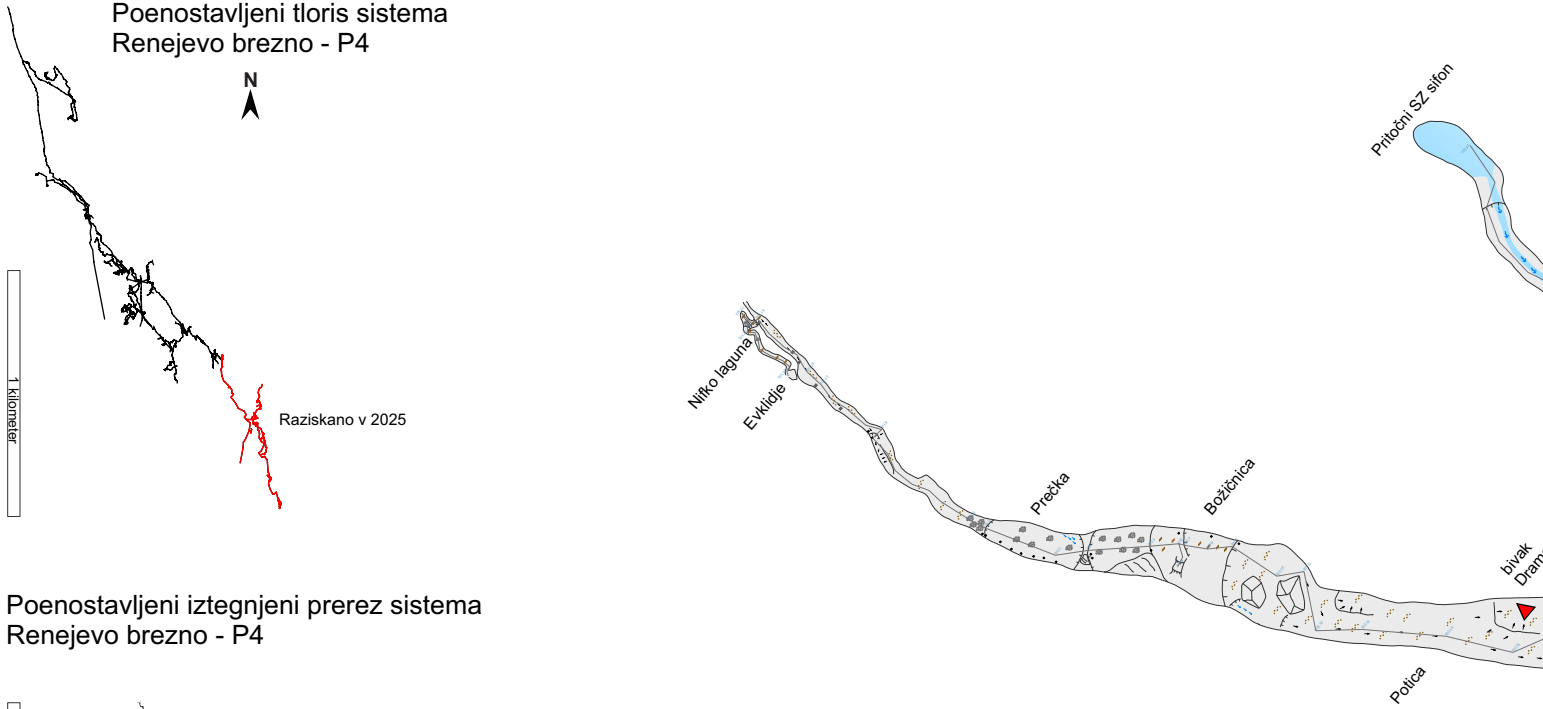 Poenostavljeni tloris sistema
Renejevo brezno - P4
N
1 kilometer
Raziskano v 2025
Poenostavljeni iztegnjeni prerez sistema
Renejevo brezno - P4
Pritočni SZ sifon
Nifko laguna
Evklidje
Prečka
Božičnica
bivak
Potica